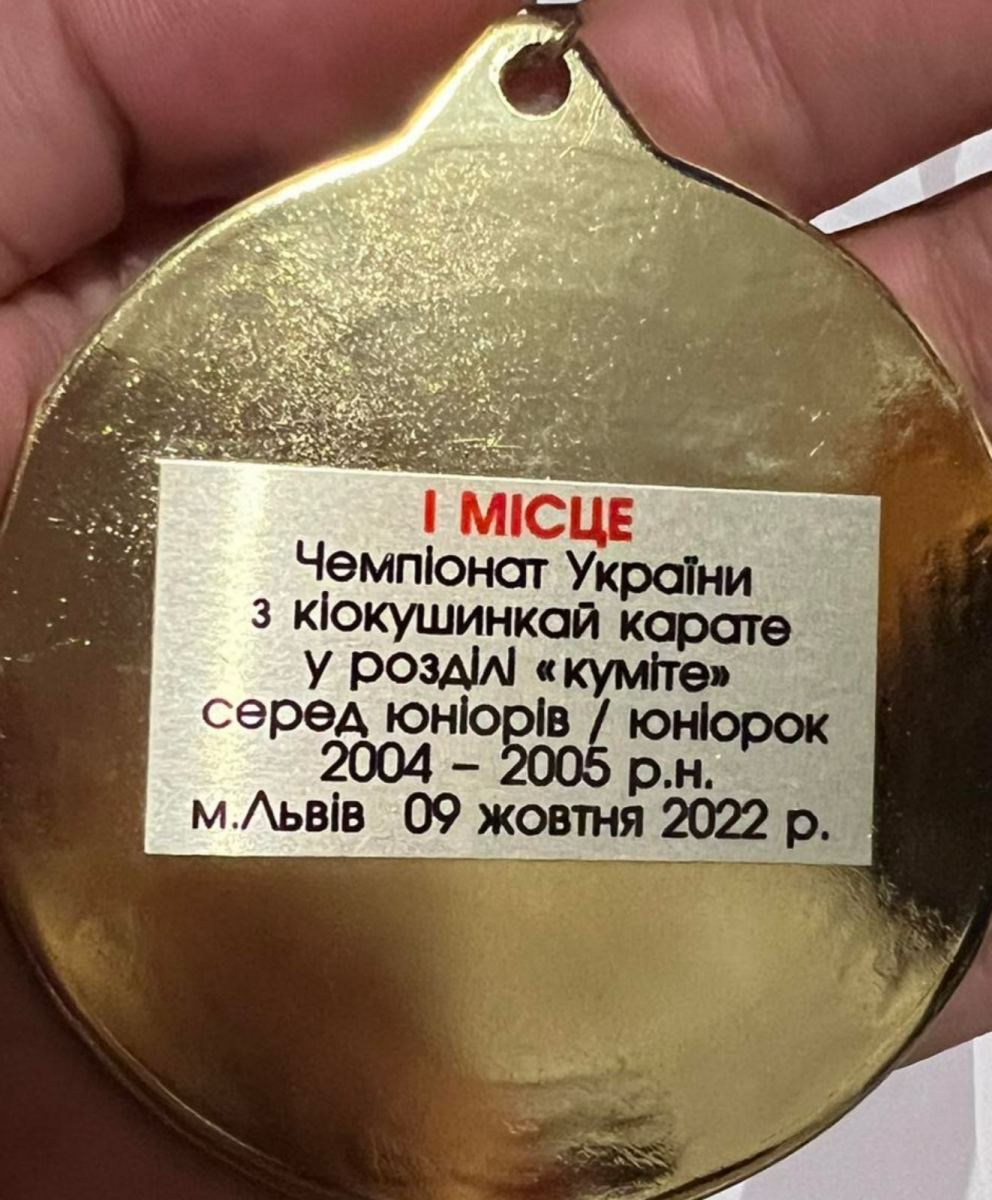 І МІСЦЕ
Чемпіонат України
з кіокушинкай карате
у розділі «куміте»
серед юніорів / юніорок
2004 – 2005 р.н.
м.Львів 09 жовтня 2022 р.